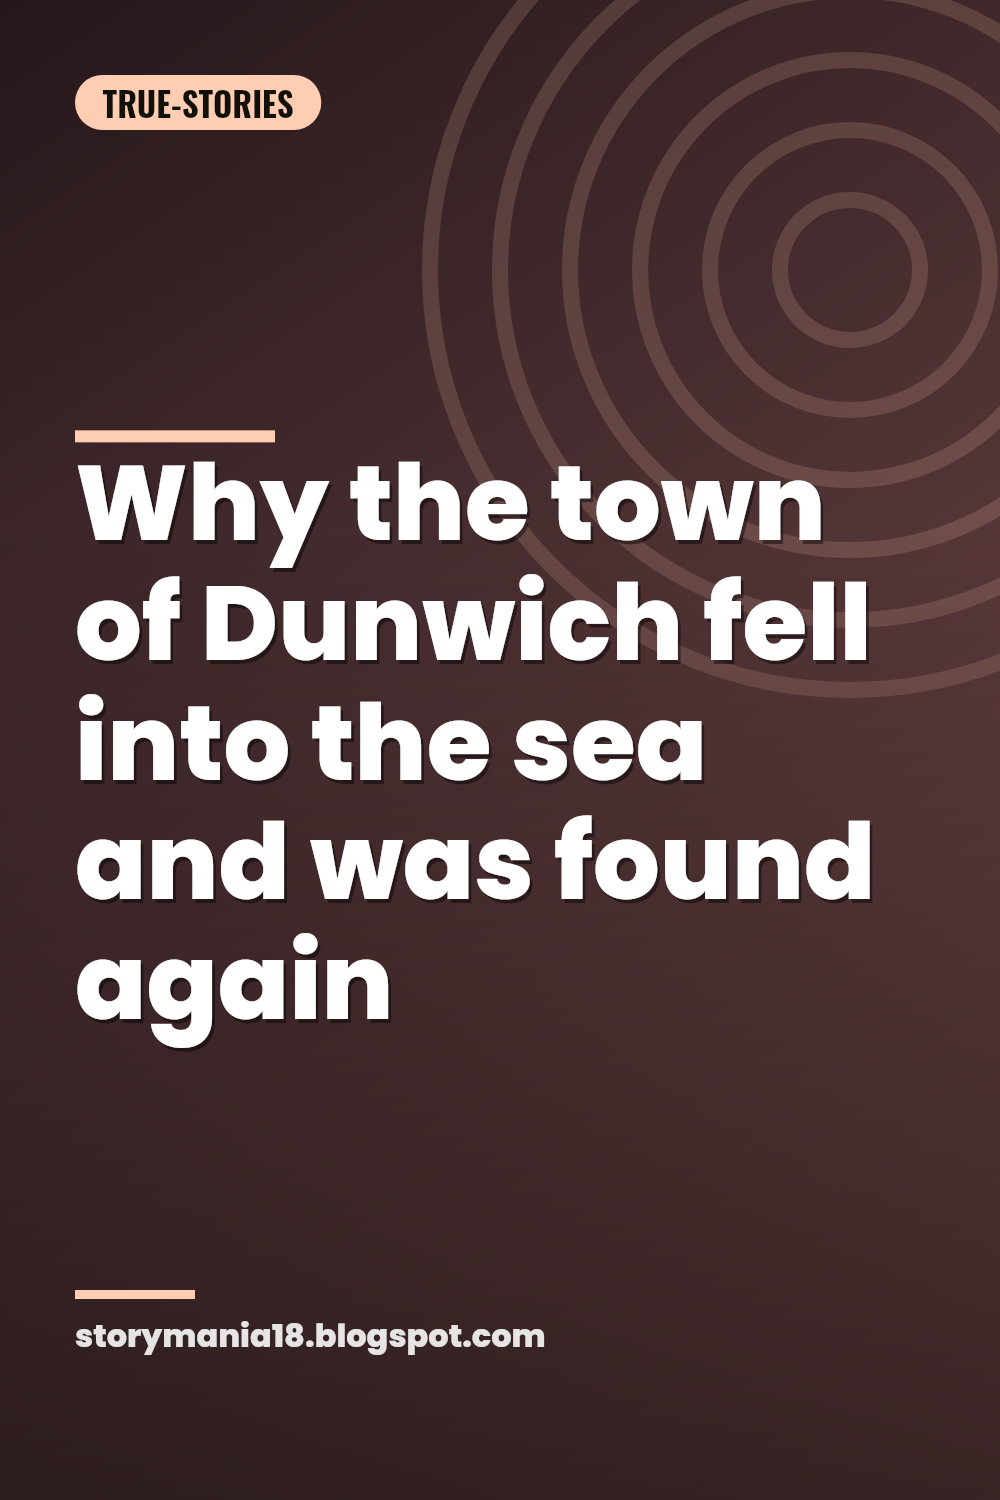 TRUE-STORIES
Why the town
of Dunwich fell
into the sea
and was found
again
storymania18.blogspot.com